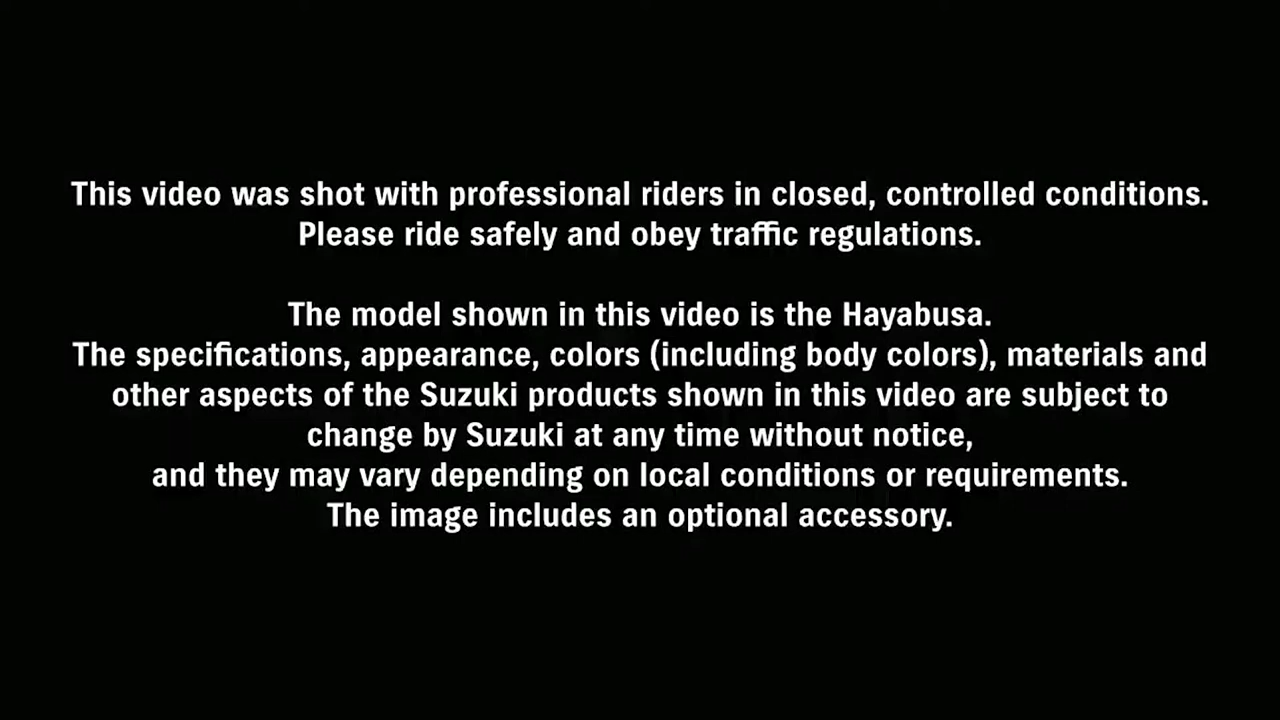 This video was shot with professional riders in closed, controlled conditions.
Please ride safely and obey traffic regulations.
The model shown in this video is the Hayabusa.
The specifications, appearance, colors (including body colors), materials and
other aspects of the Suzuki products shown in this video are subject to
change by Suzuki at any time without notice,
and they may vary depending on local conditions or requirements.
The image includes an optional accessory.